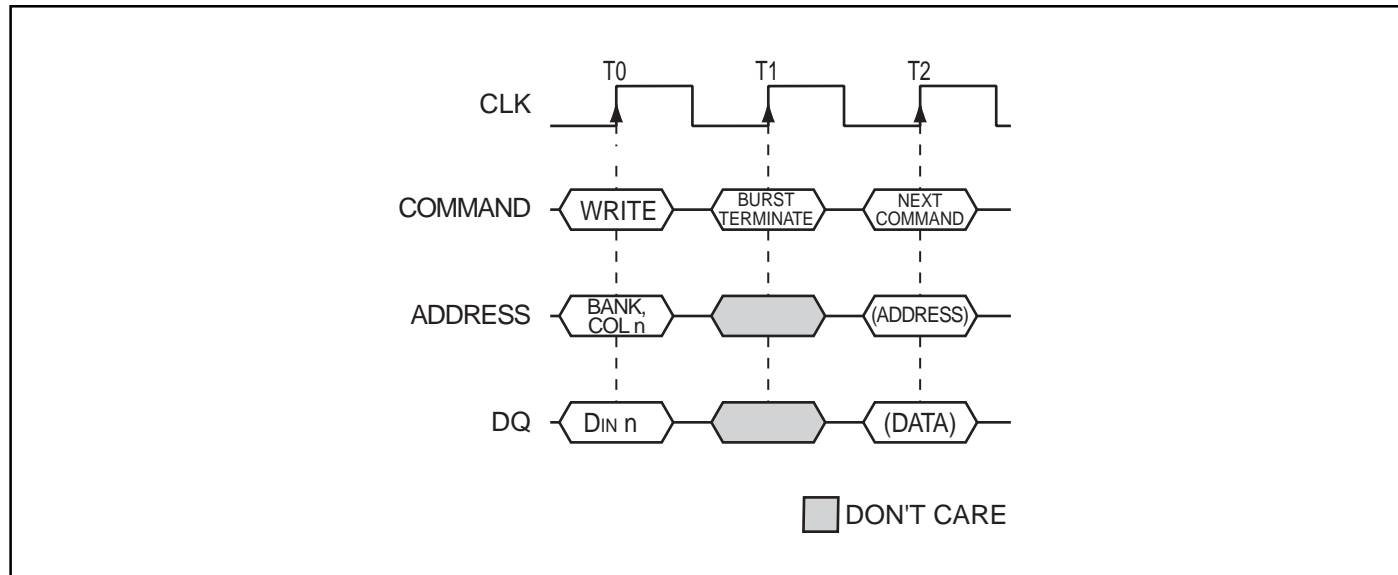 T0 T1 T2
CLK
COMMAND WRITE BURST TERMINATE NEXT COMMAND
ADDRESS BANK, COL n (ADDRESS)
DQ DIN n (DATA)
DON'T CARE